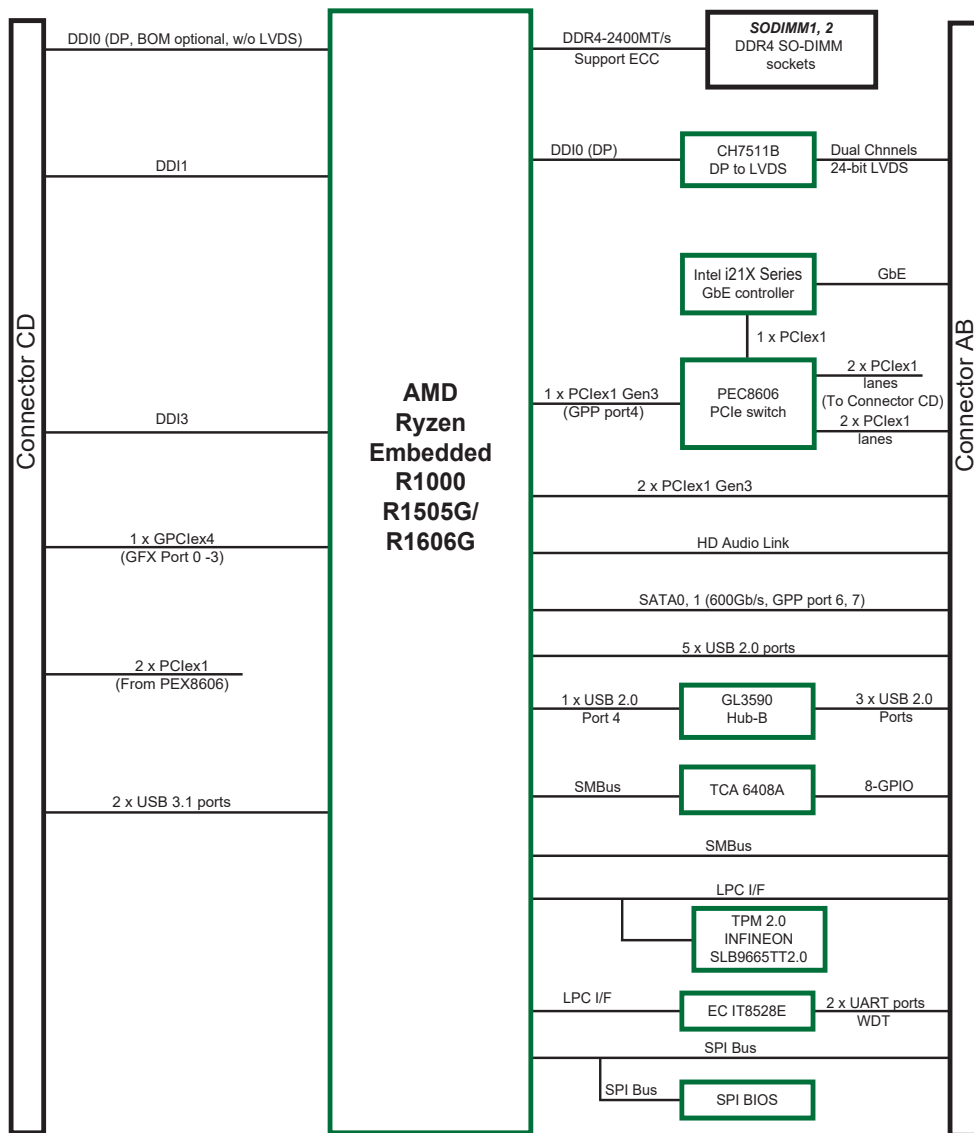 Connector CD
DDI0 (DP, BOM optional, w/o LVDS)
DDI1
DDI3
1 x GPCIex4
(GFX Port 0 -3)
2 x PCIex1
(From PEX8606)
2 x USB 3.1 ports
AMD
Ryzen
Embedded
R1000
R1505G/
R1606G
DDR4-2400MT/s
Support ECC
SODIMM1, 2
DDR4 SO-DIMM
sockets
DDI0 (DP)
CH7511B
DP to LVDS
Dual Chnnels
24-bit LVDS
Intel i21X Series
GbE controller
GbE
1 x PCIex1
1 x PCIex1 Gen3
(GPP port4)
PEC8606
PCIe switch
2 x PCIex1
lanes
(To Connector CD)
2 x PCIex1
lanes
2 x PCIex1 Gen3
HD Audio Link
SATA0, 1 (600Gb/s, GPP port 6, 7)
5 x USB 2.0 ports
1 x USB 2.0
Port 4
GL3590
Hub-B
3 x USB 2.0
Ports
SMBus
TCA 6408A
8-GPIO
SMBus
LPC I/F
TPM 2.0
INFINEON
SLB9665TT2.0
LPC I/F
EC IT8528E
2 x UART ports
WDT
SPI Bus
SPI Bus
SPI BIOS
Connector AB